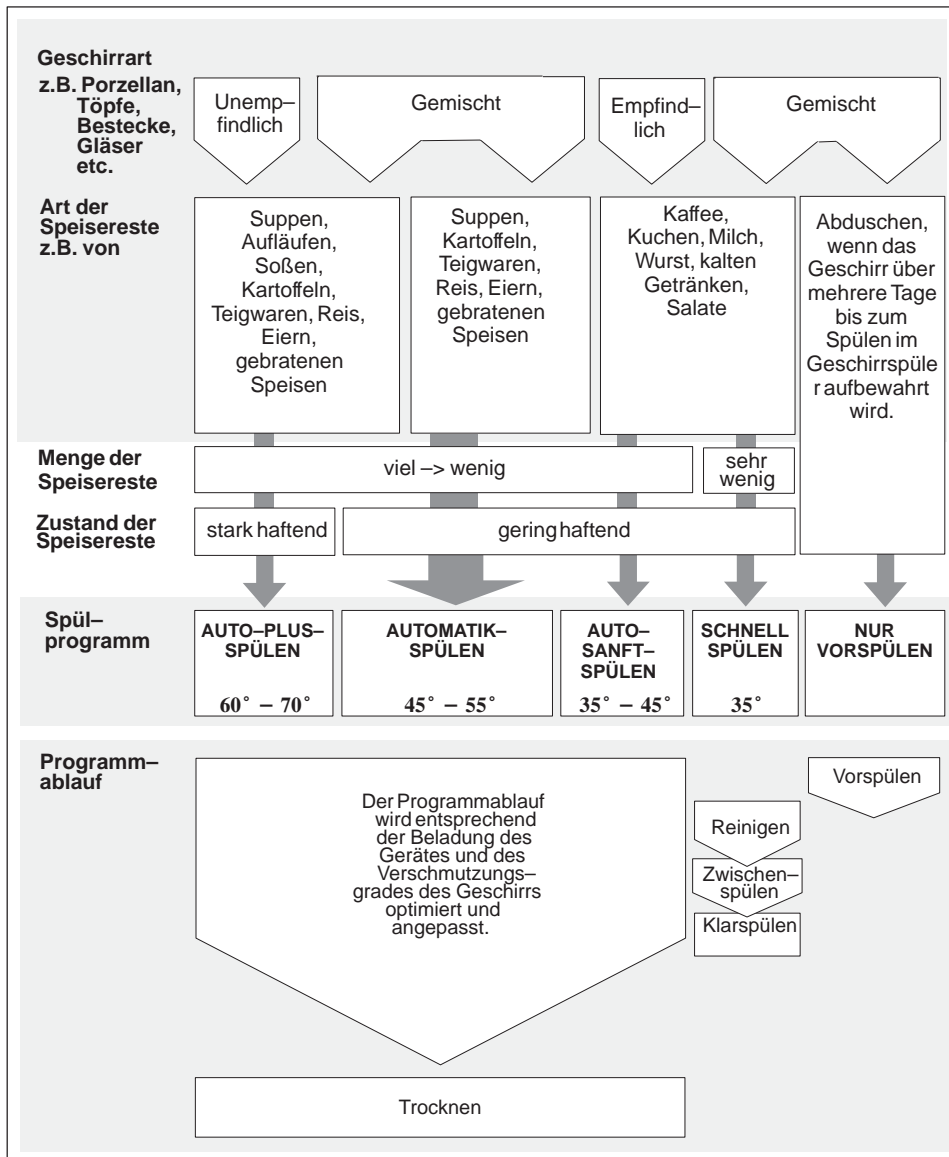 Geschirrart
z.B. Porzellan,
Töpfe,
Bestecke,
Gläser
etc.
Unemp–
findlich
Gemischt
Empfind–
lich
Gemischt
Art der
Speisereste
z.B. von
Suppen,
Aufläufen,
Soßen,
Kartoffeln,
Teigwaren, Reis,
Eiern,
gebratenen
Speisen
Suppen,
Kartoffeln,
Teigwaren,
Reis, Eiern,
gebratenen
Speisen
Kaffee,
Kuchen, Milch,
Wurst, kalten
Getränken,
Salate
Abduschen,
wenn das
Geschirr über
mehrere Tage
bis zum
Spülen im
Geschirrspüle
r aufbewahrt
wird.
Menge der
Speisereste
viel –> wenig
sehr
wenig
Zustand der
Speisereste
stark haftend
gering haftend
Spül–
programm
AUTO–PLUS–
SPÜLEN
60° – 70°
AUTOMATIK–
SPÜLEN
45° – 55°
AUTO–
SANFT–
SPÜLEN
35° – 45°
SCHNELL
SPÜLEN
35°
NUR
VORSPÜLEN
Programm–
ablauf
Der Programmablauf
wird entsprechend
der Beladung des
Gerätes und des
Verschmutzungs-
grades des Geschirrs
optimiert und
angepasst.
Vorspülen
Reinigen
Zwischen–
spülen
Klarspülen
Trocknen